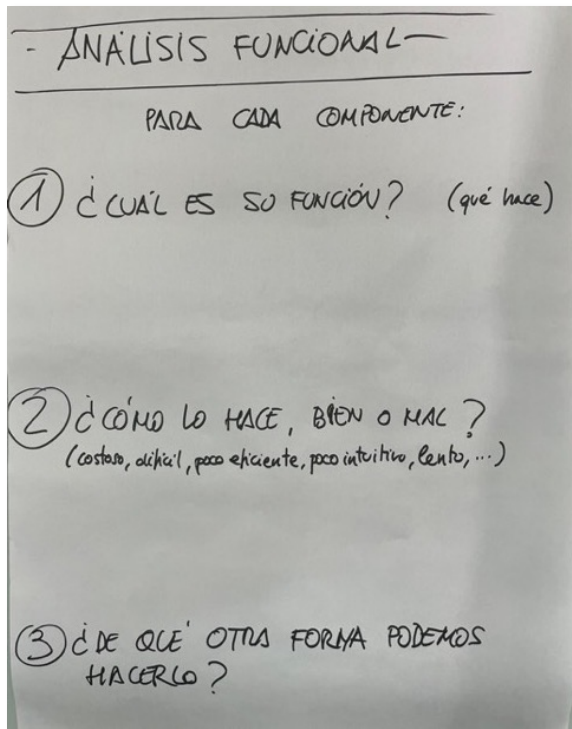 - ANÁLISIS FUNCIONAL -
PARA CADA COMPONENTE:
1 ¿CUÁL ES SU FUNCIÓN? (qué hace)
2 ¿CÓMO LO HACE, BIEN O MAL?
(costoso, difícil, poco eficiente, poco intuitivo, lento, ...)
3 ¿DE QUÉ OTRA FORMA PODEMOS
HACERLO?